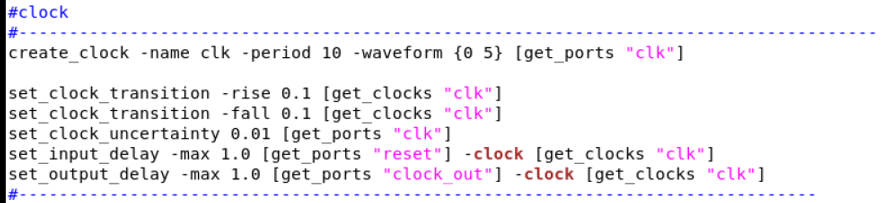 #clock
#---------------------------------------------------------------------------------------
create_clock -name clk -period 10 -waveform {0 5} [get_ports "clk"]
set_clock_transition -rise 0.1 [get_clocks "clk"]
set_clock_transition -fall 0.1 [get_clocks "clk"]
set_clock_uncertainty 0.01 [get_ports "clk"]
set_input_delay -max 1.0 [get_ports "reset"] -clock [get_clocks "clk"]
set_output_delay -max 1.0 [get_ports "clock_out"] -clock [get_clocks "clk"]
#--------------------------------------------------------------------------------